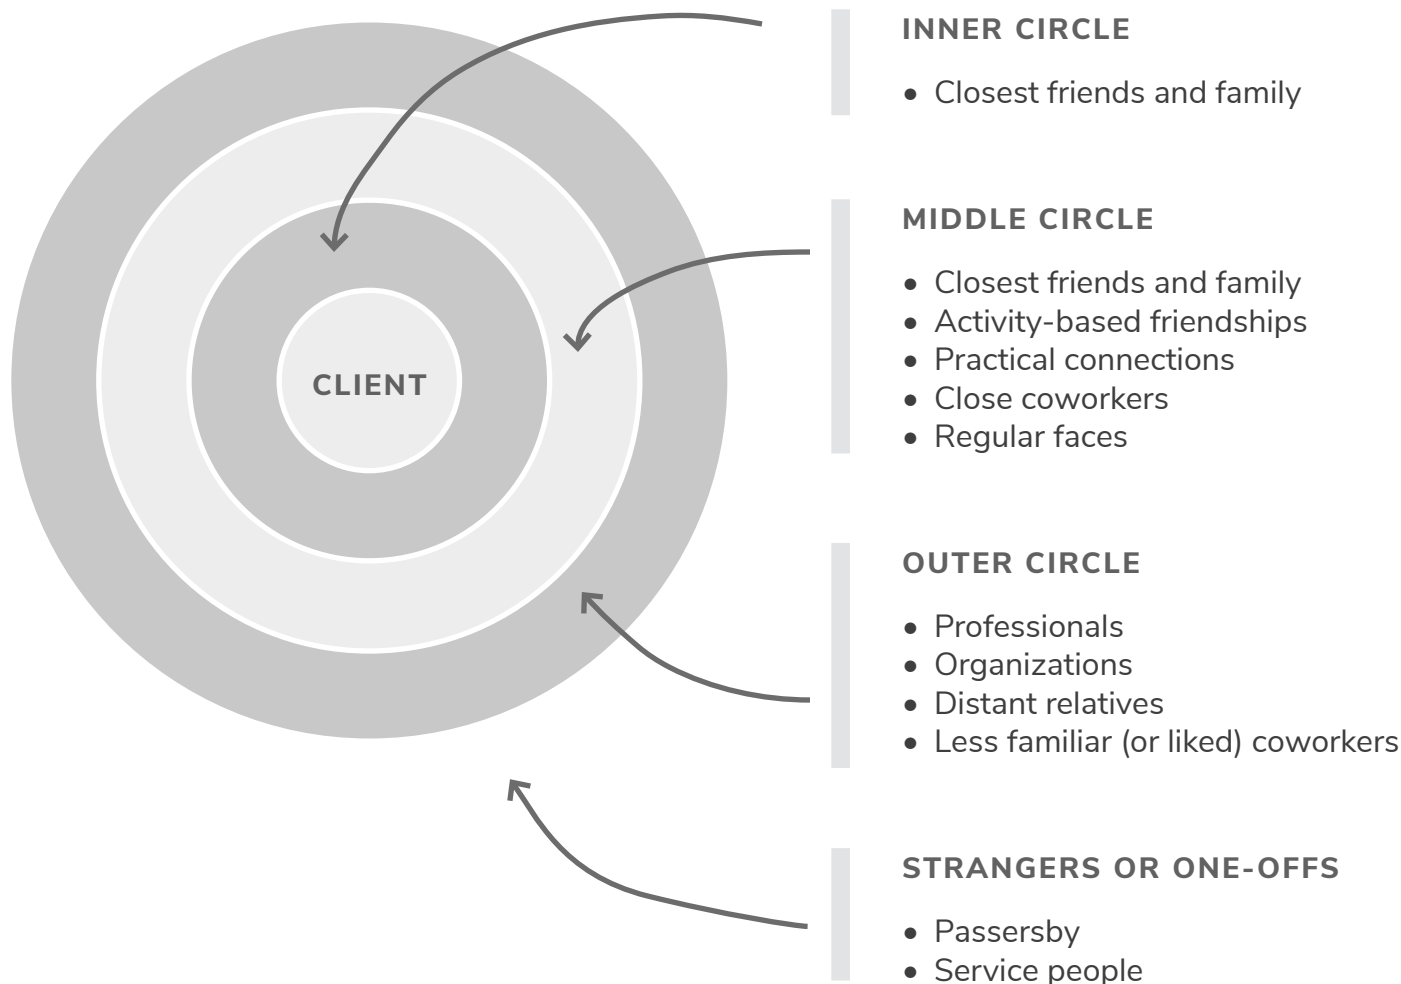 INNER CIRCLE
• Closest friends and family
MIDDLE CIRCLE
• Closest friends and family
• Activity-based friendships
• Practical connections
• Close coworkers
• Regular faces
CLIENT
OUTER CIRCLE
• Professionals
• Organizations
• Distant relatives
• Less familiar (or liked) coworkers
STRANGERS OR ONE-OFFS
• Passersby
• Service people